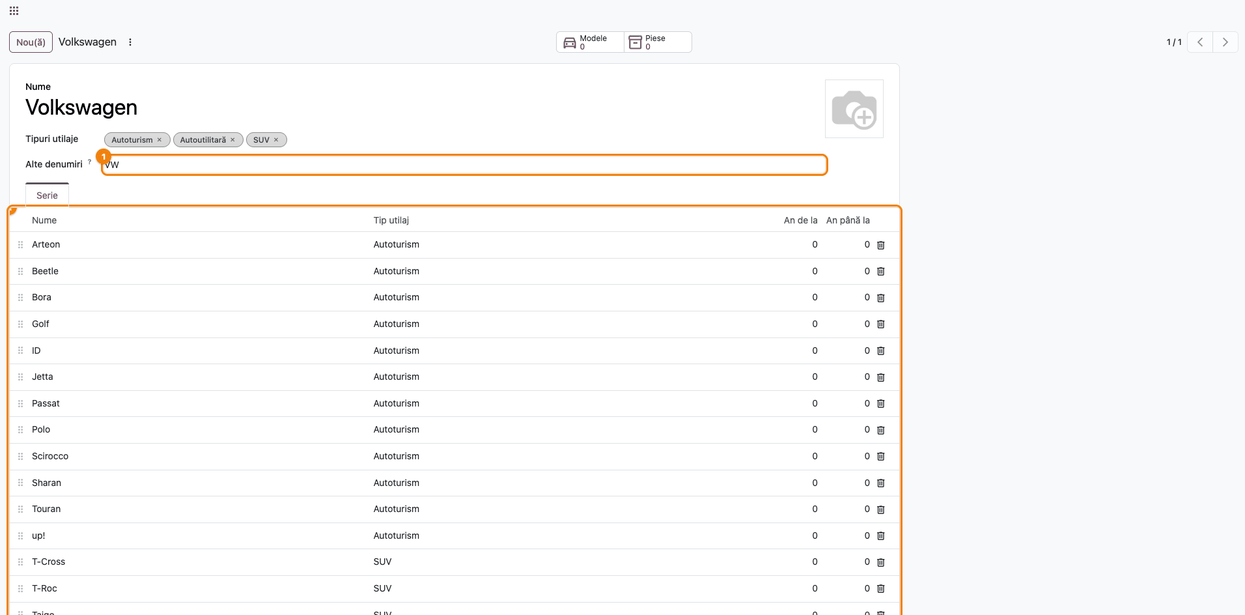 Nou(ă) Volkswagen Modele 0 Piese 0 1 / 1
Nume
Volkswagen
Tipuri utilaje Autoturism × Autoutilitară × SUV ×
1
Alte denumiri ? VW
Serie
Nume Tip utilaj An de la An până la
Arteon Autoturism 0 0
Beetle Autoturism 0 0
Bora Autoturism 0 0
Golf Autoturism 0 0
ID Autoturism 0 0
Jetta Autoturism 0 0
Passat Autoturism 0 0
Polo Autoturism 0 0
Scirocco Autoturism 0 0
Sharan Autoturism 0 0
Touran Autoturism 0 0
up! Autoturism 0 0
T-Cross SUV 0 0
T-Roc SUV 0 0
Taigo SUV 0 0